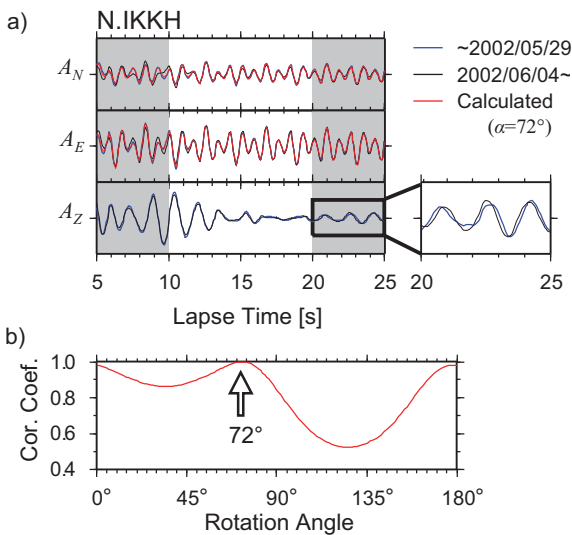 a)
N.IKKH
A_N
A_E
A_Z
~2002/05/29
2002/06/04~
Calculated
(α=72°)
5 10 15 20 25
20 25
Lapse Time [s]
b)
Cor. Coef.
1.0
0.8
0.6
0.4
72°
0° 45° 90° 135° 180°
Rotation Angle